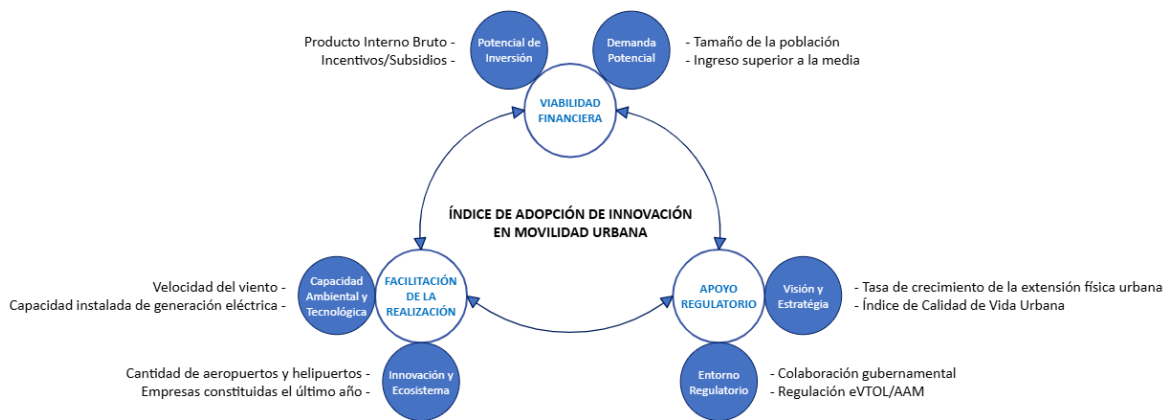 Producto Interno Bruto -
Incentivos/Subsidios -
Potencial de
Inversión
Demanda
Potencial
- Tamaño de la población
- Ingreso superior a la media
VIABILIDAD
FINANCIERA
ÍNDICE DE ADOPCIÓN DE INNOVACIÓN
EN MOVILIDAD URBANA
Velocidad del viento -
Capacidad instalada de generación eléctrica -
Capacidad
Ambiental y
Tecnológica
FACILITACIÓN
DE LA
REALIZACIÓN
APOYO
REGULATORIO
Visión y
Estratégia
- Tasa de crecimiento de la extensión física urbana
- Índice de Calidad de Vida Urbana
Cantidad de aeropuertos y helipuertos -
Empresas constituidas el último año -
Innovación y
Ecosistema
Entorno
Regulatorio
- Colaboración gubernamental
- Regulación eVTOL/AAM